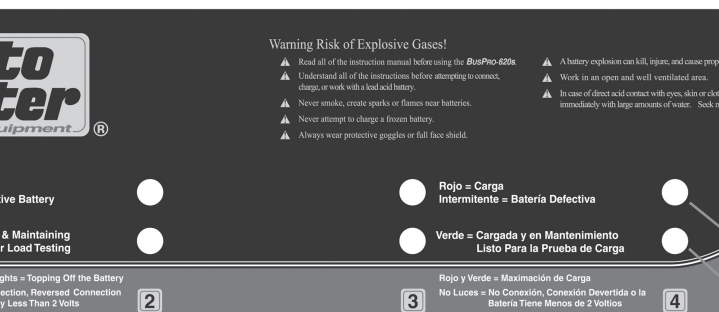 to
ter
uipment
®
Warning Risk of Explosive Gases!
Read all of the instruction manual before using the BUSPRO-620S.
Understand all of the instructions before attempting to connect,
charge, or work with a lead acid battery.
Never smoke, create sparks or flames near batteries.
Never attempt to charge a frozen battery.
Always wear protective goggles or full face shield.
A battery explosion can kill, injure, and cause prop
Work in an open and well ventilated area.
In case of direct acid contact with eyes, skin or clot
immediately with large amounts of water. Seek
tive Battery
& Maintaining
r Load Testing
Rojo = Carga
Intermitente = Batería Defectiva
Verde = Cargada y en Mantenimiento
Listo Para la Prueba de Carga
ghts = Topping Off the Battery
ection, Reversed Connection
y Less Than 2 Volts
2
3
Rojo y Verde = Maximación de Carga
No Luces = No Conexión, Conexión Devertida o la
Batería Tiene Menos de 2 Voltios
4